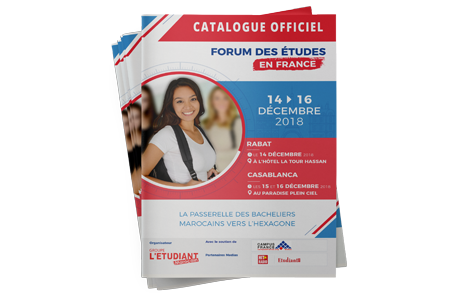 CATALOGUE OFFICIEL
FORUM DES ÉTUDES
EN FRANCE
14 16
DÉCEMBRE
2018
RABAT
LE 14 DÉCEMBRE 2018
À L'HÔTEL LA TOUR HASSAN
CASABLANCA
LES 15 ET 16 DÉCEMBRE 2018
AU PARADISE PLEIN CIEL
LA PASSERELLE DES BACHELIERS
MAROCAINS VERS L'HEXAGONE
Organisateur
Avec le soutien de
CAMPUS
FRANCE
GROUPE
L'ETUDIANT
Partenaires Médias